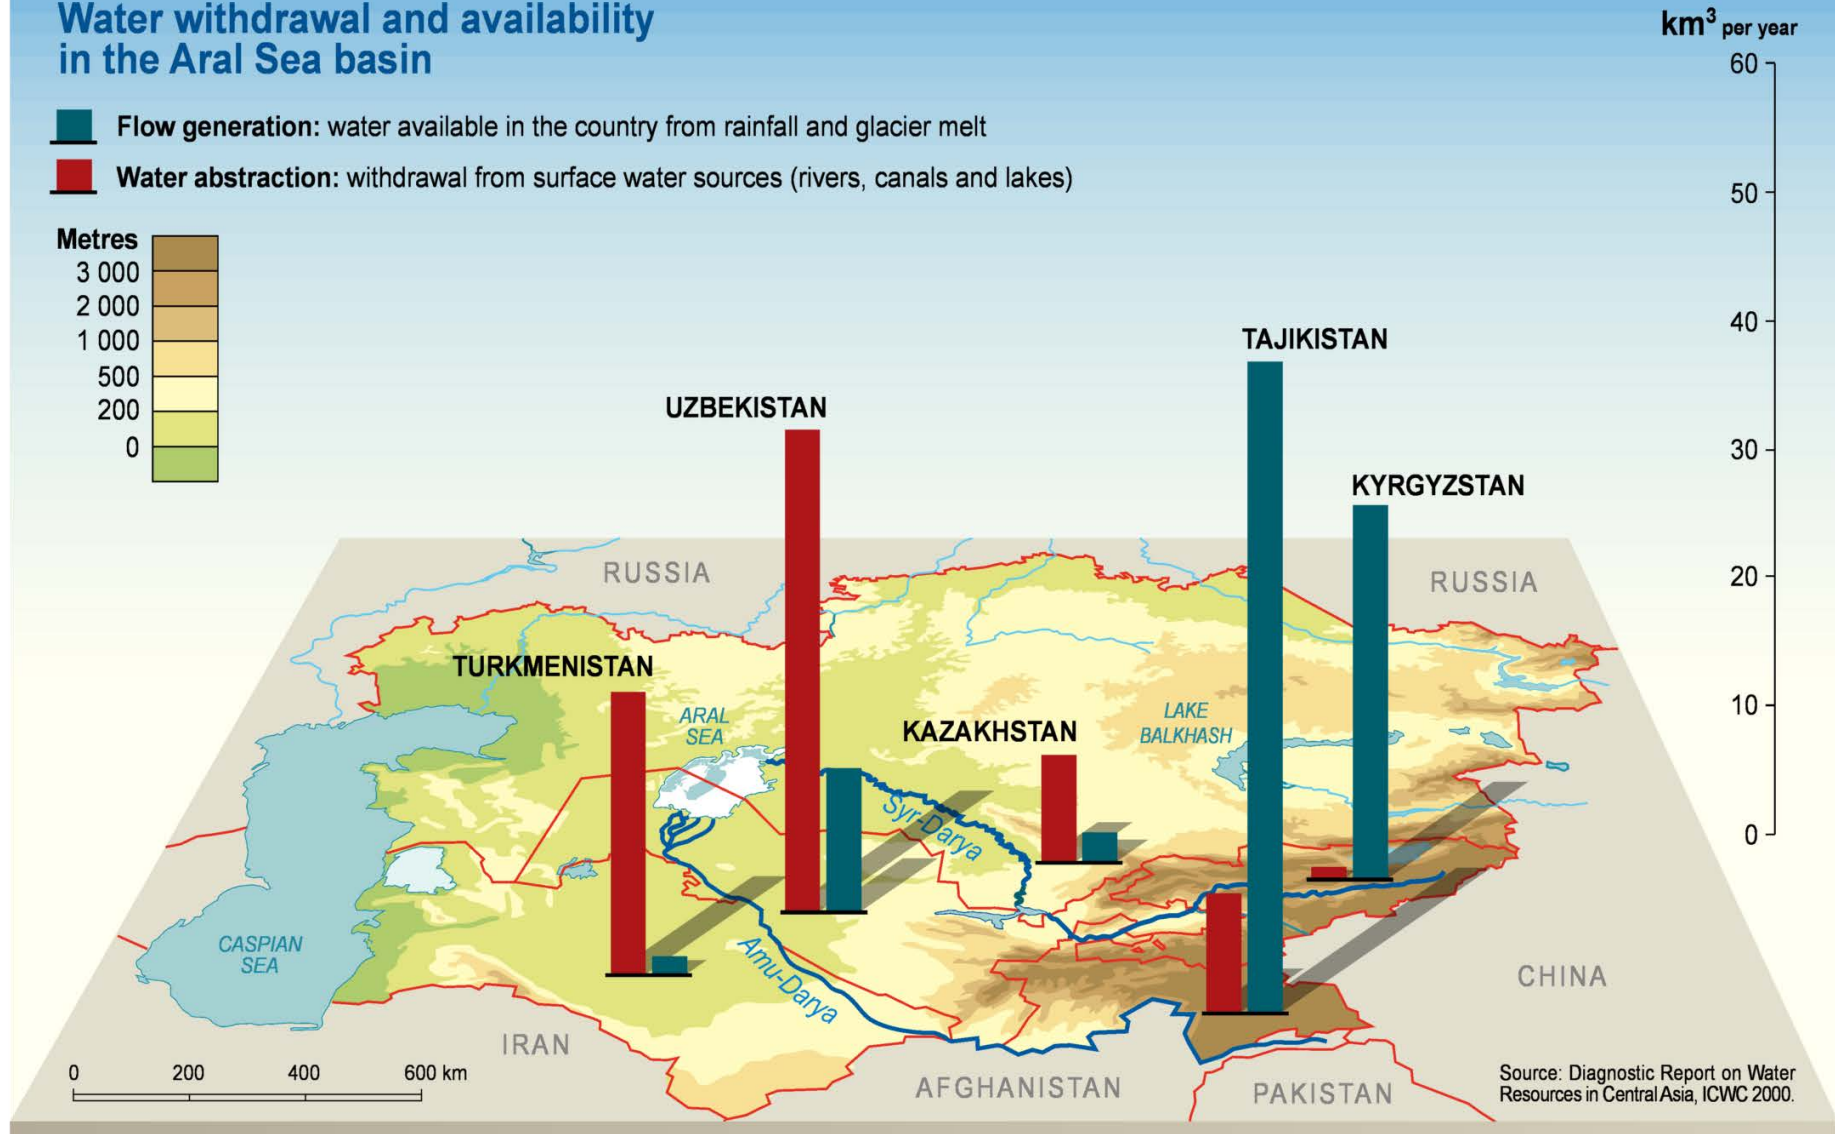 Water withdrawal and availability
in the Aral Sea basin
km³ per year
Flow generation: water available in the country from rainfall and glacier melt
Water abstraction: withdrawal from surface water sources (rivers, canals and lakes)
Metres
3 000
2 000
1 000
500
200
0
60
50
40
30
20
10
0
TAJIKISTAN
UZBEKISTAN
KYRGYZSTAN
RUSSIA
RUSSIA
TURKMENISTAN
ARAL
SEA
KAZAKHSTAN
LAKE
BALKHASH
Syr-Darya
CASPIAN
SEA
Amu-Darya
CHINA
IRAN
AFGHANISTAN
PAKISTAN
0 200 400 600 km
Source: Diagnostic Report on Water
Resources in Central Asia, ICWC 2000.